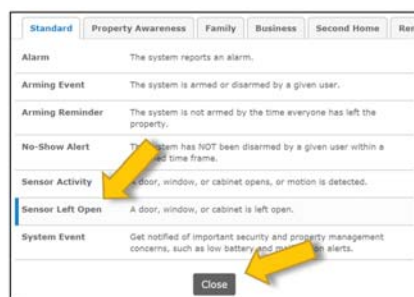 Standard Property Awareness Family Business Second Home
Alarm The system reports an alarm.
Arming Event The system is armed or disarmed by a given user.
Arming Reminder The system is not armed by the time everyone has left the
property.
No-Show Alert system has NOT been disarmed by a given user within a
time frame.
Sensor Activity door, window, or cabinet opens, or motion is detected.
Sensor Left Open A door, window, or cabinet is left open.
System Event Get notified of important security and property management
concerns, such as low battery and alerts.
Close